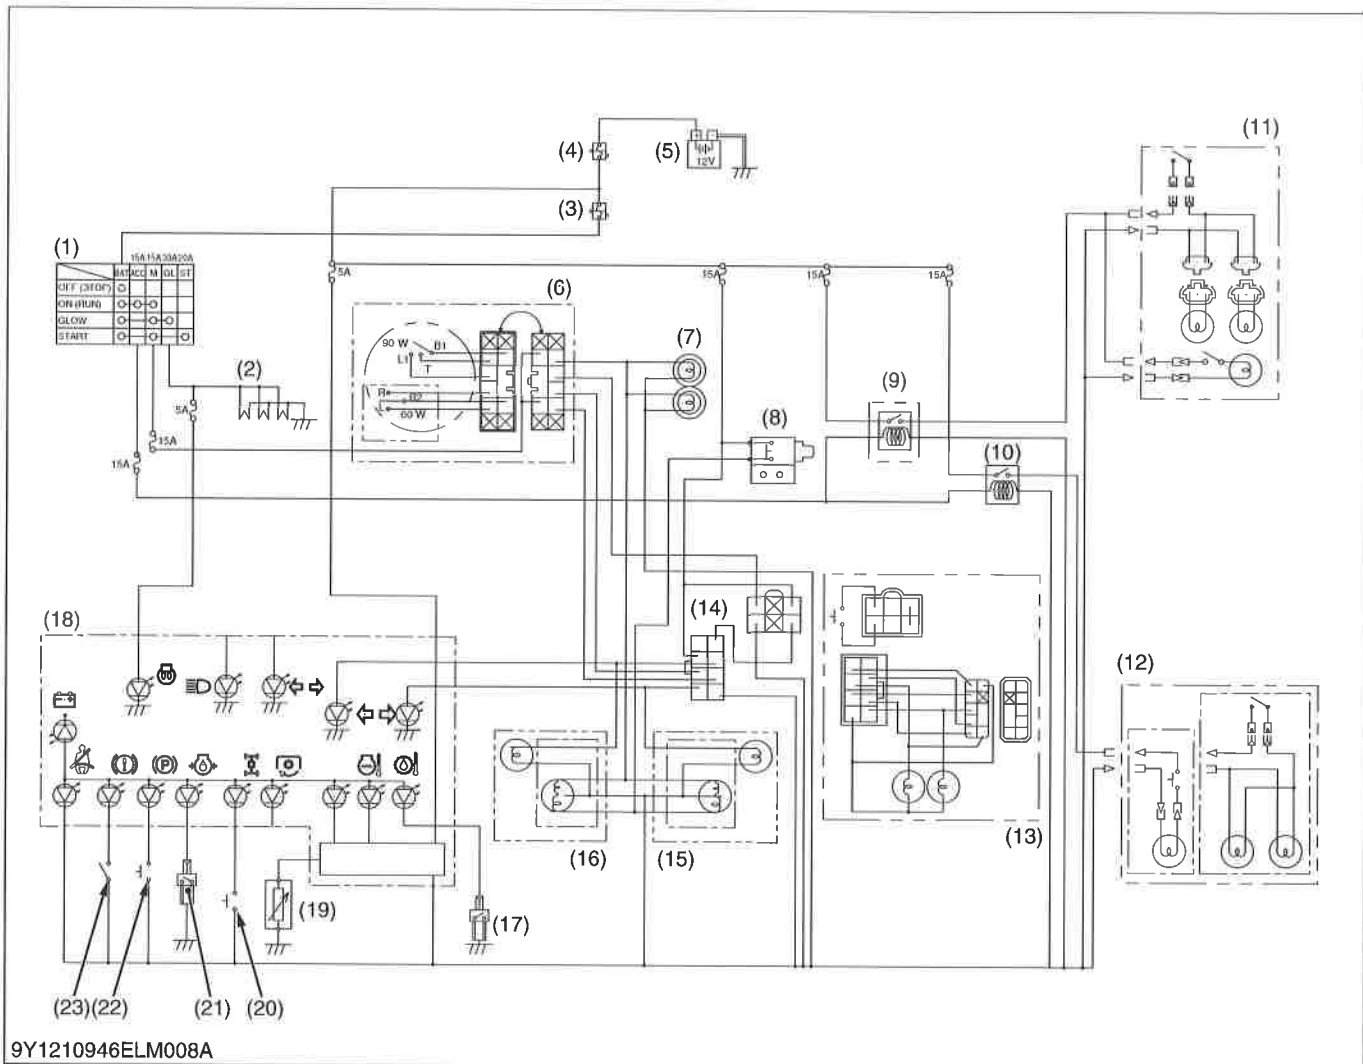 (11)
(4)
(5)
12V
(3)
(1)
15A 15A 30A 20A
BAT ACC M GL ST
OFF (STOP)
ON (RUN)
GLOW
START
5A
15A
15A
15A
(6)
90 W
B1
L1
T
R
B2
L
60 W
(7)
(2)
5A
15A
15A
(8)
(9)
(10)
(18)
(14)
(12)
(16)
(15)
(13)
P
(19)
(17)
(23)
(22)
(21)
(20)
9Y1210946ELM008A